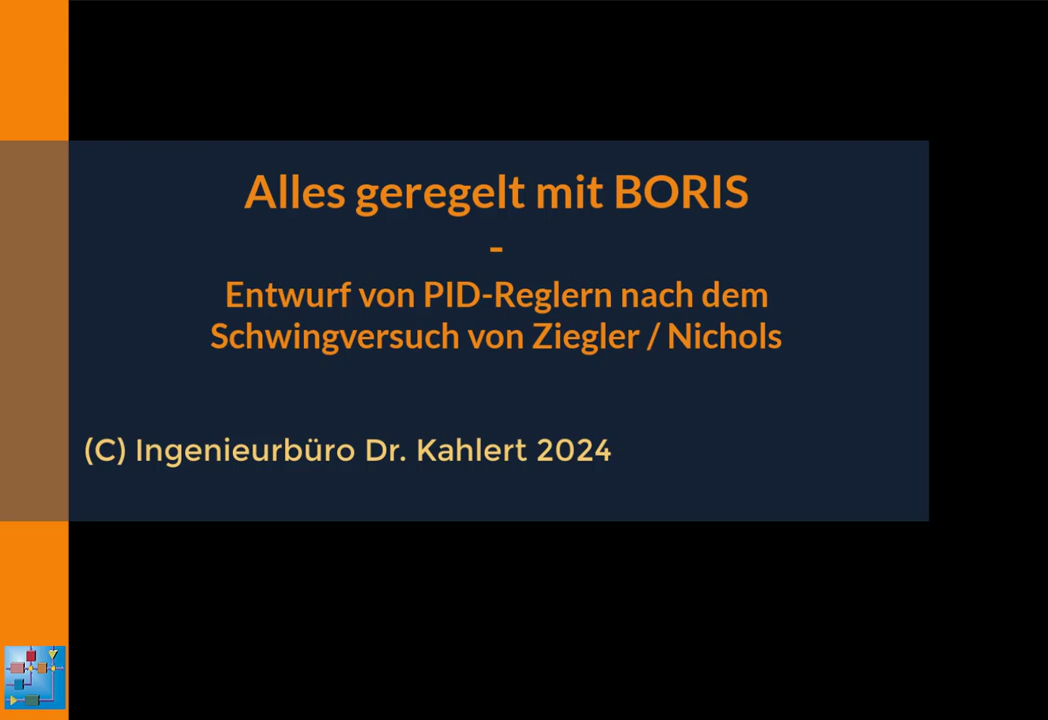 Alles geregelt mit BORIS
-
Entwurf von PID-Reglern nach dem
Schwingversuch von Ziegler / Nichols
(C) Ingenieurbüro Dr. Kahlert 2024